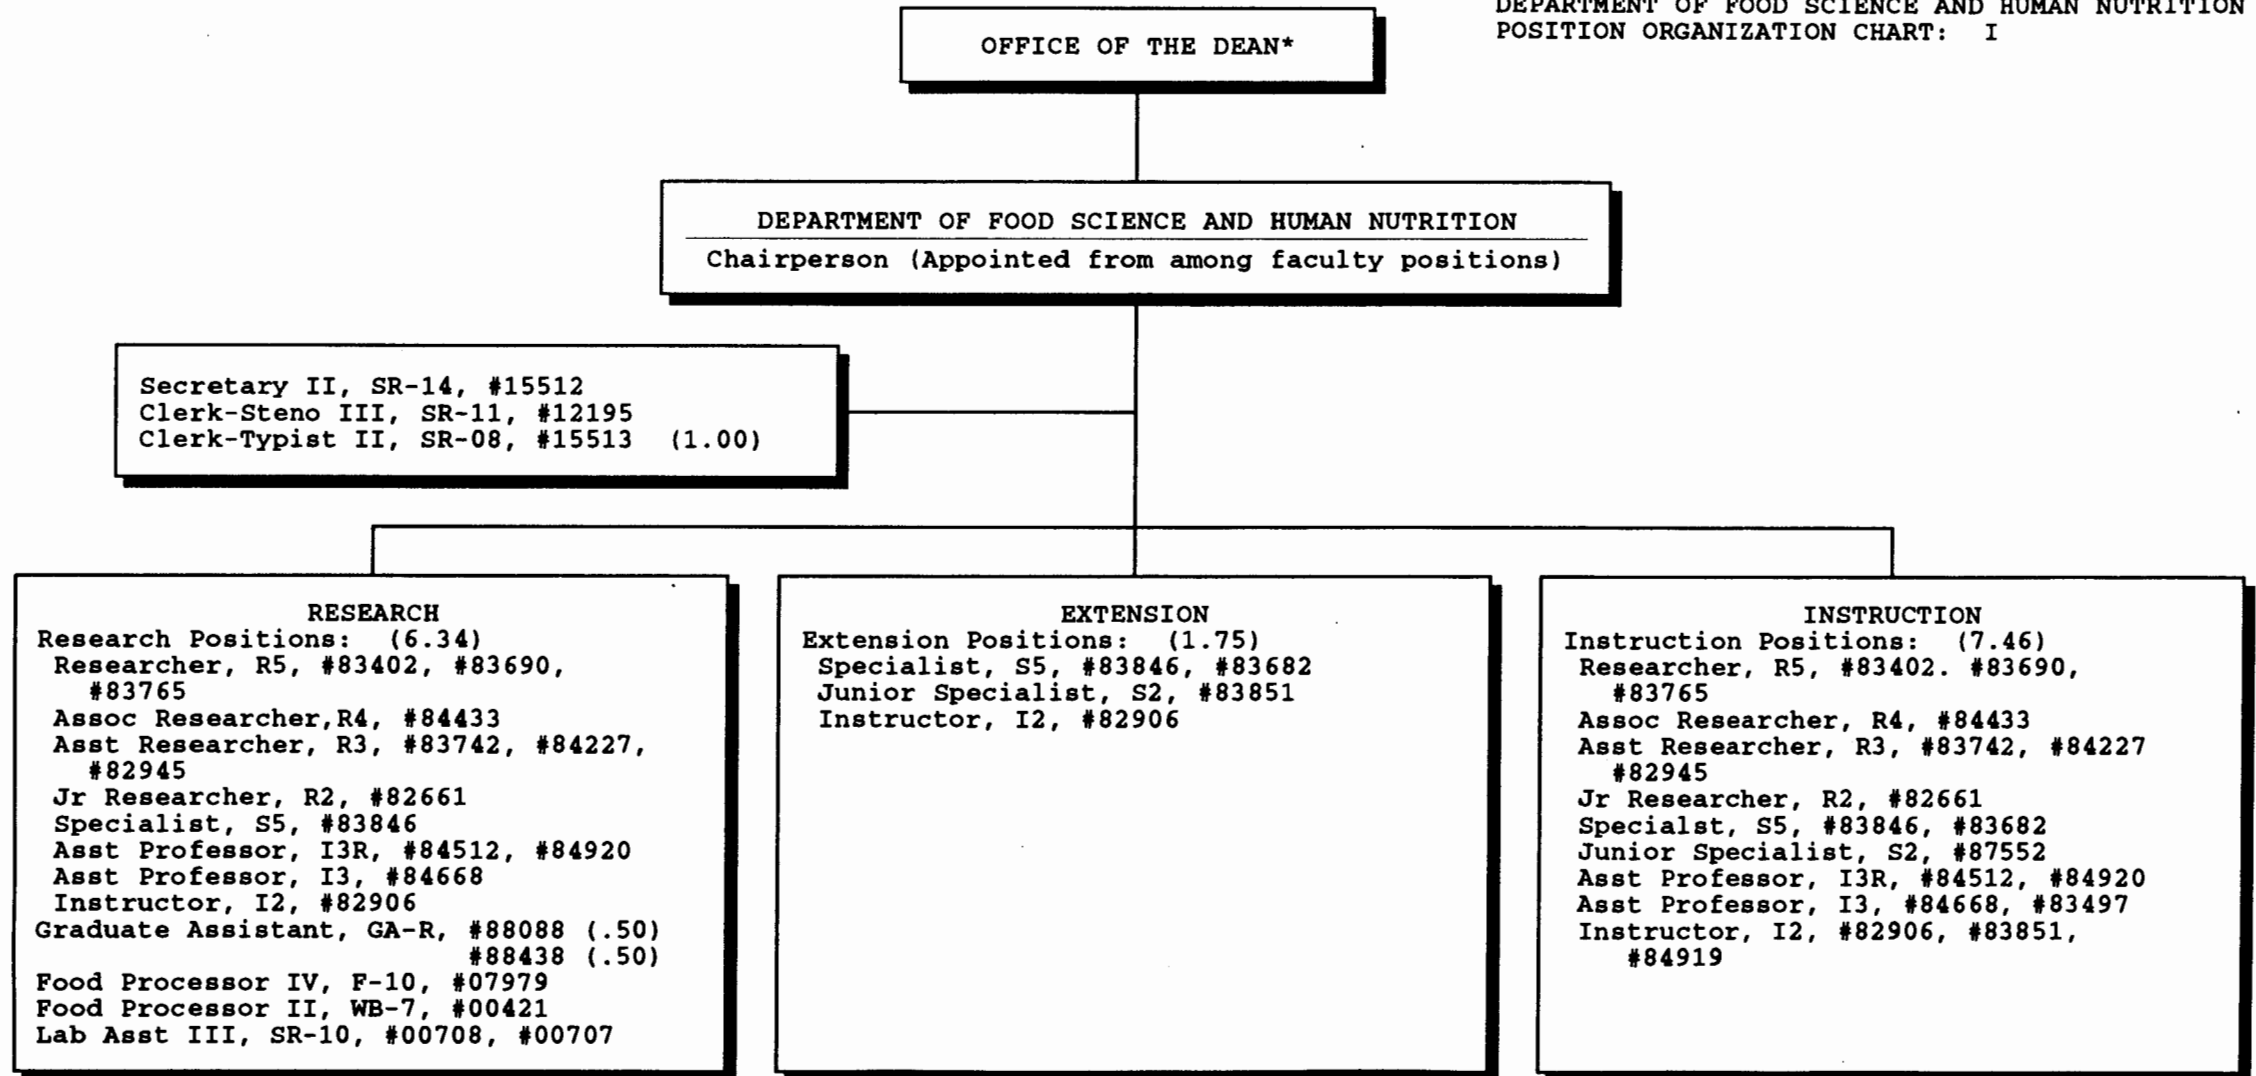 DEPARTMENT OF FOOD SCIENCE AND HUMAN NUTRITION
POSITION ORGANIZATION CHART: I
OFFICE OF THE DEAN*
DEPARTMENT OF FOOD SCIENCE AND HUMAN NUTRITION
Chairperson (Appointed from among faculty positions)
Secretary II, SR-14, #15512
Clerk-Steno III, SR-11, #12195
Clerk-Typist II, SR-08, #15513 (1.00)
RESEARCH
Research Positions: (6.34)
Researcher, R5, #83402, #83690,
#83765
Assoc Researcher,R4, #84433
Asst Researcher, R3, #83742, #84227,
#82945
Jr Researcher, R2, #82661
Specialist, S5, #83846
Asst Professor, I3R, #84512, #84920
Asst Professor, I3, #84668
Instructor, I2, #82906
Graduate Assistant, GA-R, #88088 (.50)
#88438 (.50)
Food Processor IV, F-10, #07979
Food Processor II, WB-7, #00421
Lab Asst III, SR-10, #00708, #00707
EXTENSION
Extension Positions: (1.75)
Specialist, S5, #83846, #83682
Junior Specialist, S2, #83851
Instructor, I2, #82906
INSTRUCTION
Instruction Positions: (7.46)
Researcher, R5, #83402. #83690,
#83765
Assoc Researcher, R4, #84433
Asst Researcher, R3, #83742, #84227
#82945
Jr Researcher, R2, #82661
Specialst, S5, #83846, #83682
Junior Specialist, S2, #87552
Asst Professor, I3R, #84512, #84920
Asst Professor, I3, #84668, #83497
Instructor, I2, #82906, #83851,
#84919